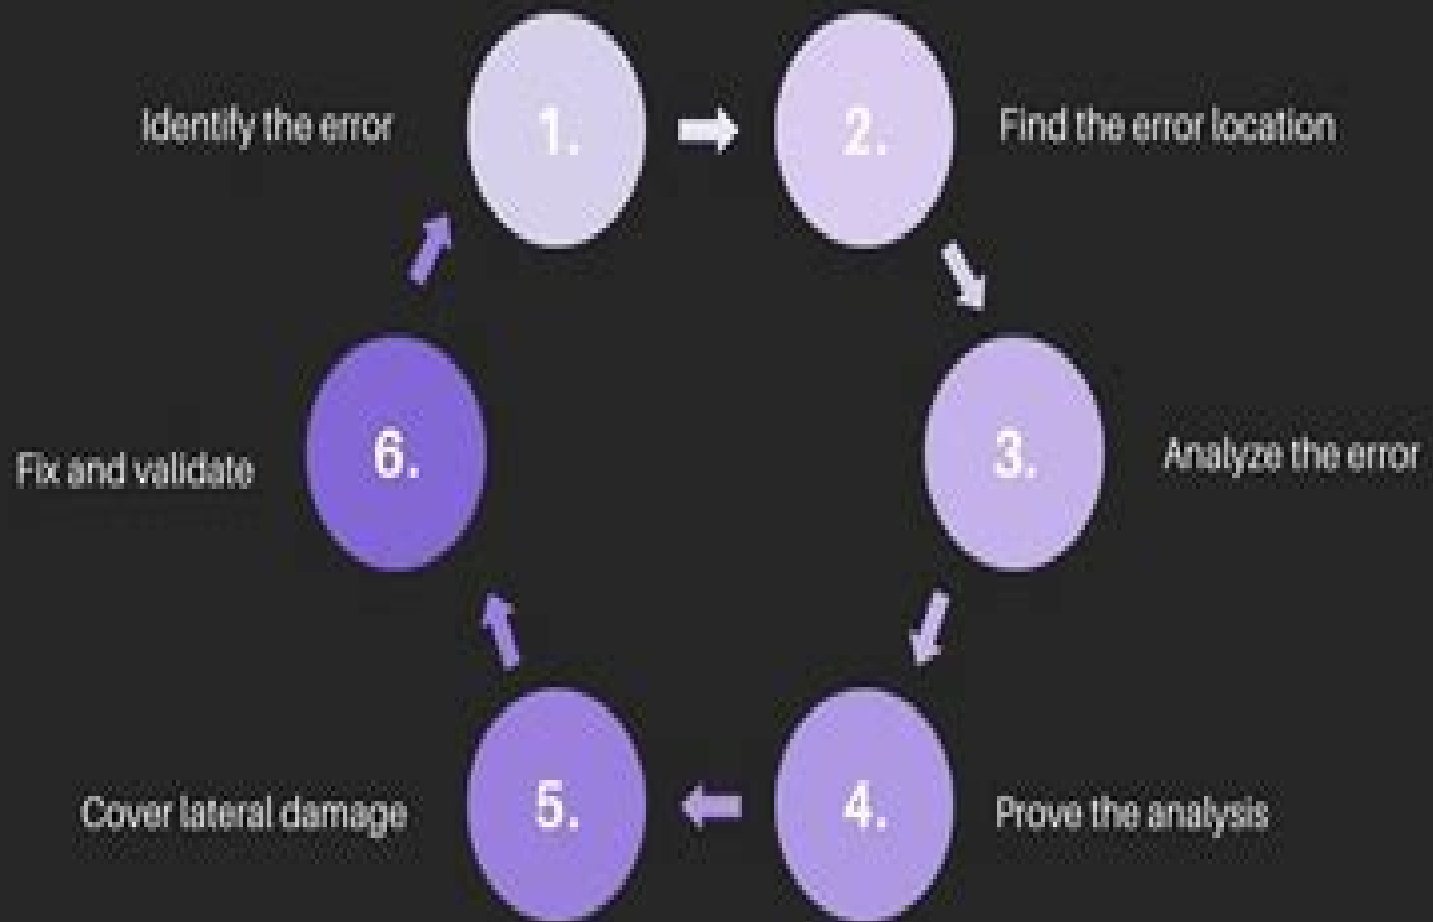 Identify the error
1.
2.
Find the error location
3.
Analyze the error
4.
Prove the analysis
5.
Cover lateral damage
6.
Fix and validate